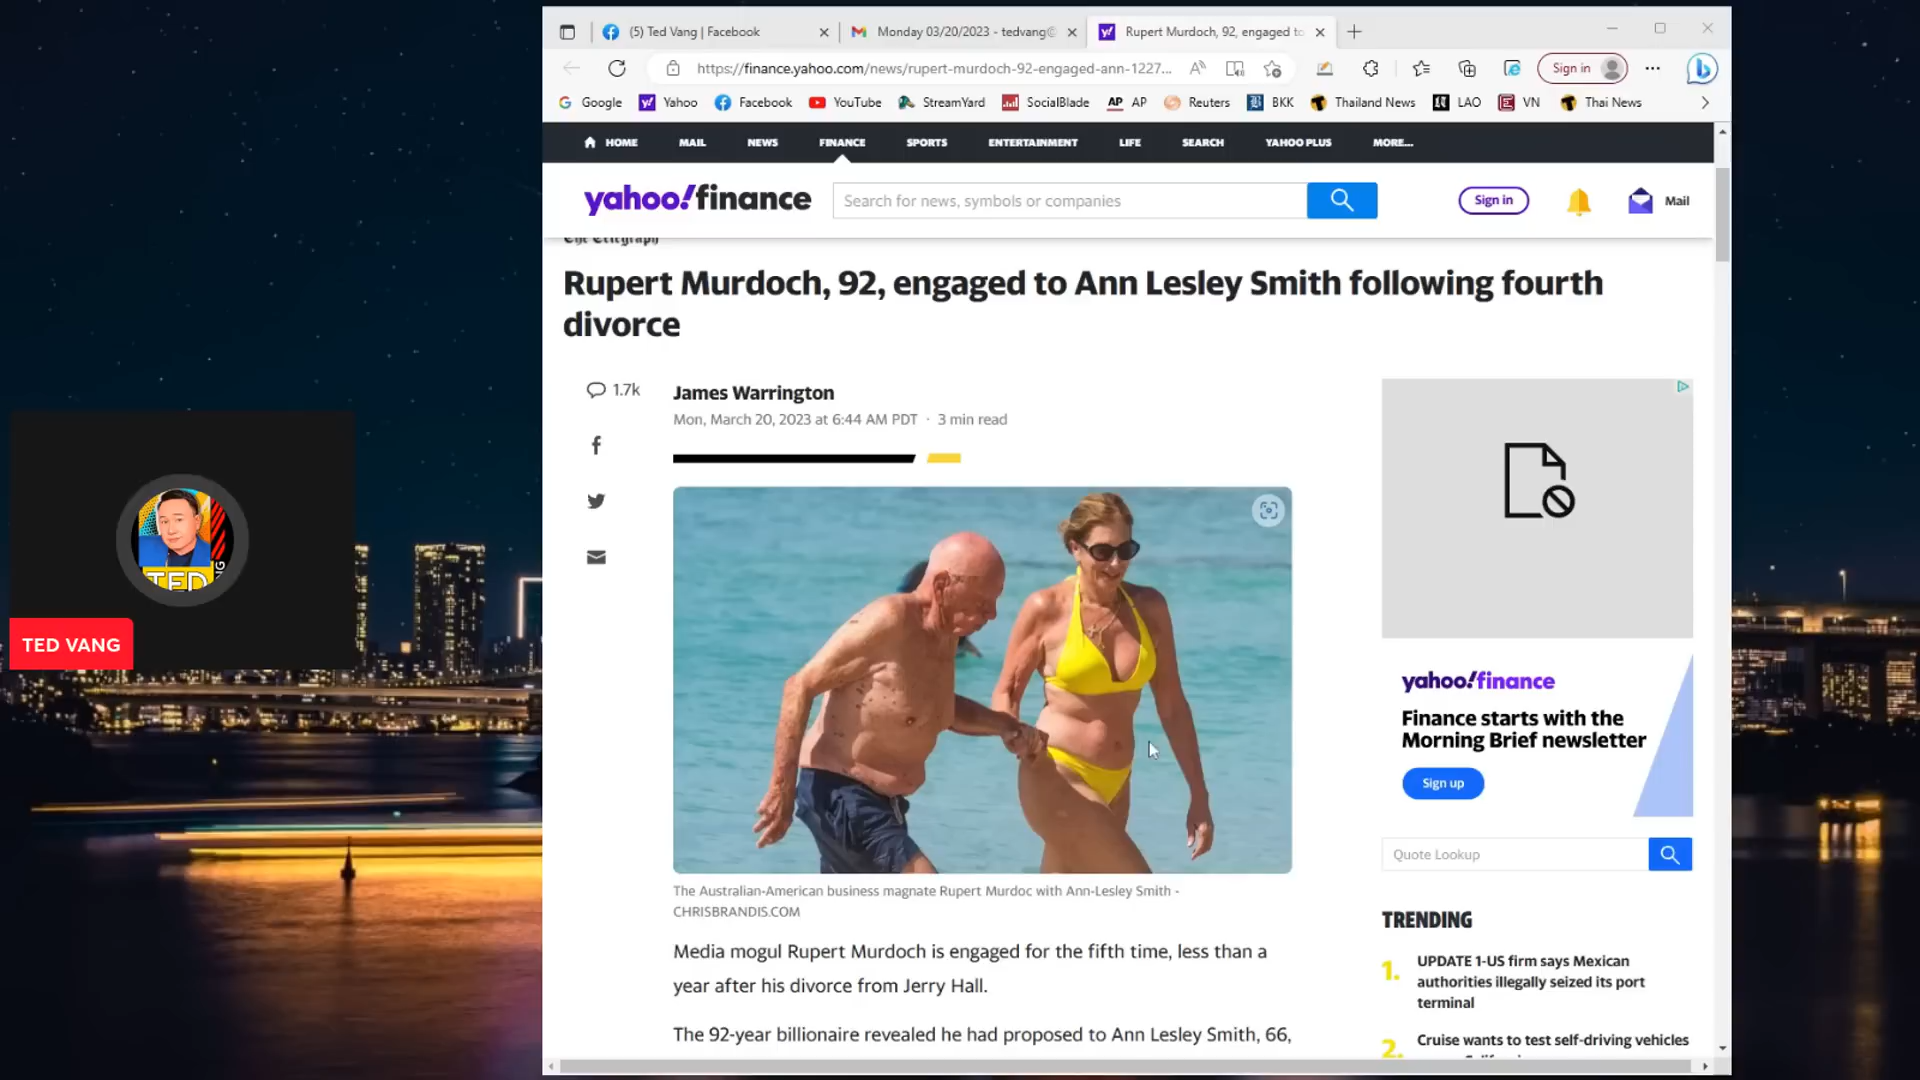 (5) Ted Vang | Facebook
Monday 03/20/2023 - tedvang@
Rupert Murdoch, 92, engaged to
https://finance.yahoo.com/news/rupert-murdoch-92-engaged-ann-1227...
Sign in
Google
Yahoo
Facebook
YouTube
StreamYard
SocialBlade
AP AP
Reuters
BKK
Thailand News
LAO
VN
Thai News
HOME
MAIL
NEWS
FINANCE
SPORTS
ENTERTAINMENT
LIFE
SEARCH
YAHOO PLUS
MORE...
yahoo!finance
Search for news, symbols or companies
Sign in
Mail
The Telegraph
Rupert Murdoch, 92, engaged to Ann Lesley Smith following fourth
divorce
1.7k
James Warrington
Mon, March 20, 2023 at 6:44 AM PDT · 3 min read
TED
TED VANG
yahoo!finance
Finance starts with the
Morning Brief newsletter
Sign up
Quote Lookup
The Australian-American business magnate Rupert Murdoc with Ann-Lesley Smith -
CHRISBRANDIS.COM
Media mogul Rupert Murdoch is engaged for the fifth time, less than a
year after his divorce from Jerry Hall.
The 92-year billionaire revealed he had proposed to Ann Lesley Smith, 66,
TRENDING
1. UPDATE 1-US firm says Mexican
authorities illegally seized its port
terminal
2. Cruise wants to test self-driving vehicles